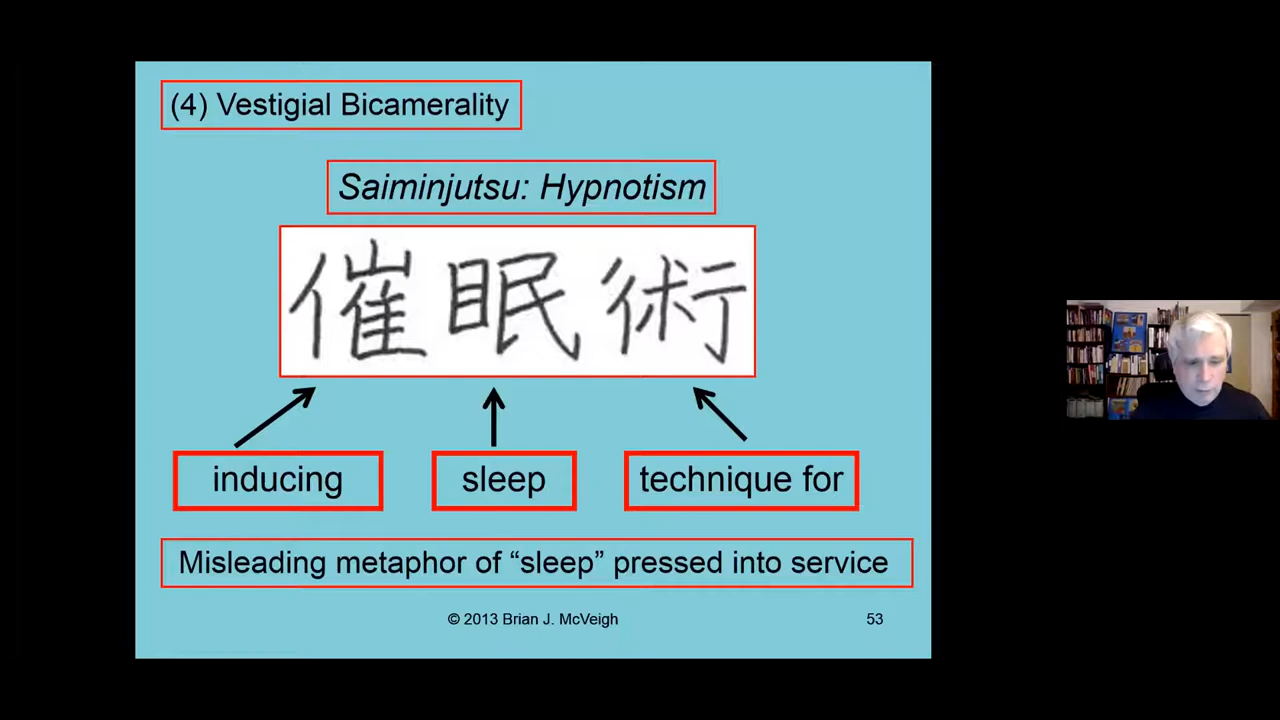 (4) Vestigial Bicamerality
Saiminjutsu: Hypnotism
催眠術
inducing
sleep
technique for
Misleading metaphor of “sleep” pressed into service
© 2013 Brian J. McVeigh
53